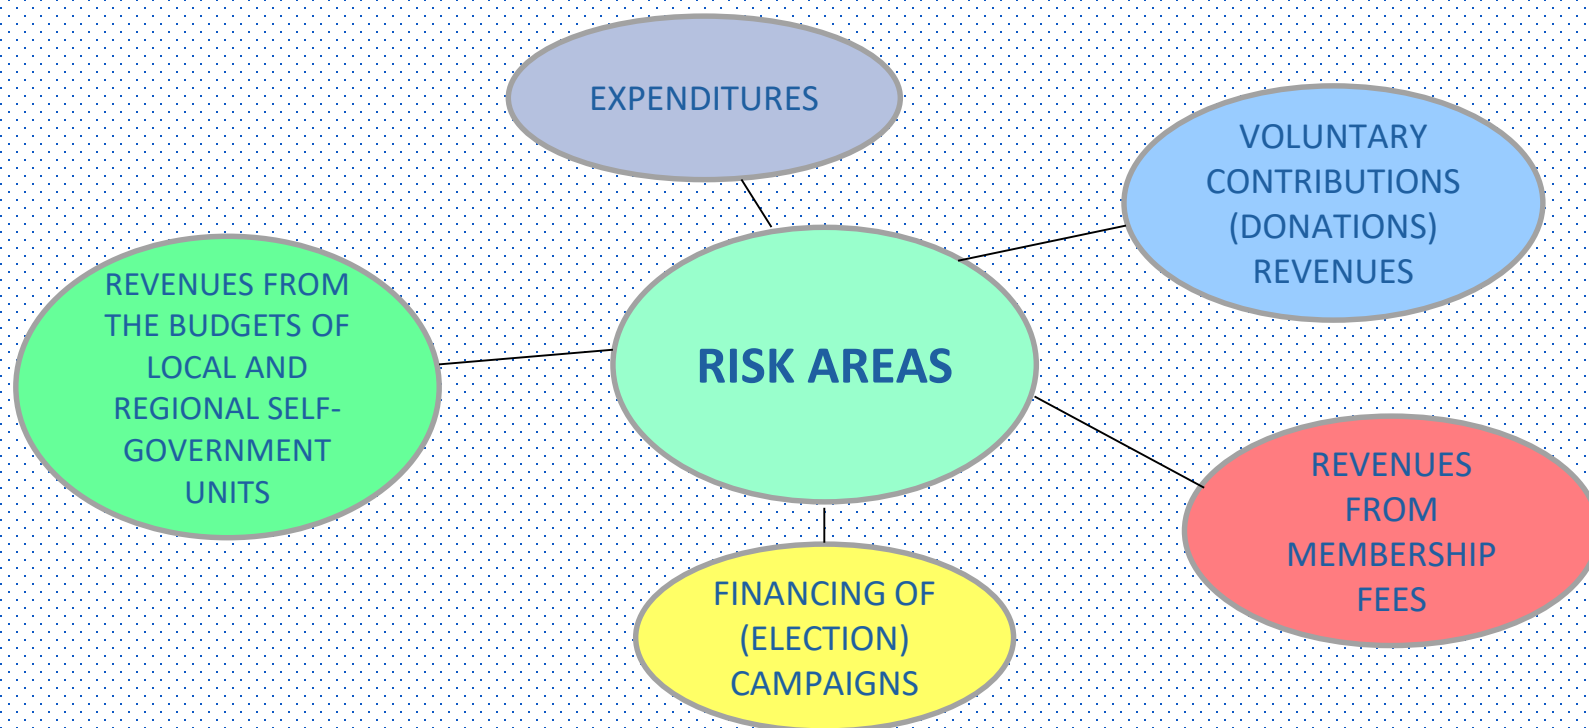 EXPENDITURES
VOLUNTARY
CONTRIBUTIONS
(DONATIONS)
REVENUES
REVENUES FROM
THE BUDGETS OF
LOCAL AND
REGIONAL SELF-
GOVERNMENT
UNITS
RISK AREAS
REVENUES
FROM
MEMBERSHIP
FEES
FINANCING OF
(ELECTION)
CAMPAIGNS